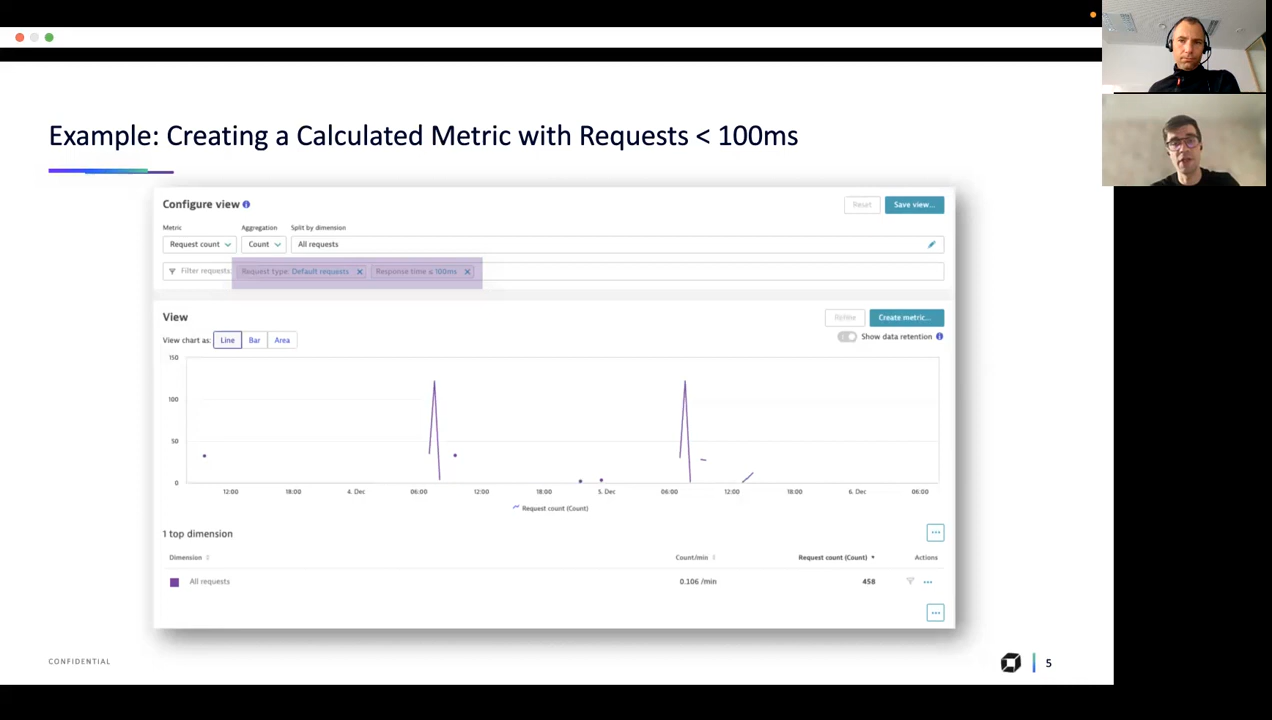 Example: Creating a Calculated Metric with Requests < 100ms
Configure view
Reset
Save view...
Metric
Aggregation
Split by dimension
Request count
Count
All requests
Filter requests:
Request type: Default requests
Response time ≤ 100ms
View
Refine
Create metric...
View chart as: Line Bar Area
Show data retention
150
100
50
0
12:00 18:00 4. Dec 06:00 12:00 18:00 5. Dec 06:00 12:00 18:00 6. Dec 06:00
Request count (Count)
1 top dimension
Dimension Count/min Request count (Count) Actions
All requests 0.106 /min 458
CONFIDENTIAL
5